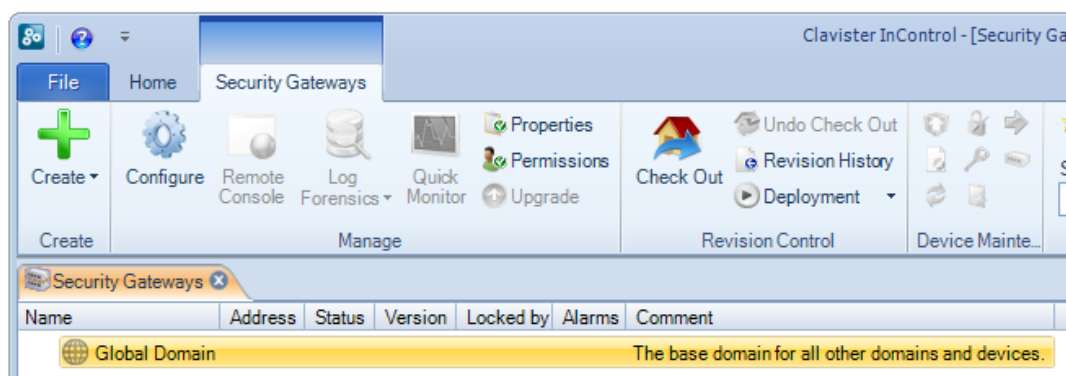 Clavister InControl - [Security Ga
File Home Security Gateways
Create
Configure
Remote Console
Log Forensics
Quick Monitor
Properties
Permissions
Upgrade
Check Out
Undo Check Out
Revision History
Deployment
S
Create Manage Revision Control Device Mainte...
Security Gateways
Name Address Status Version Locked by Alarms Comment
Global Domain The base domain for all other domains and devices.